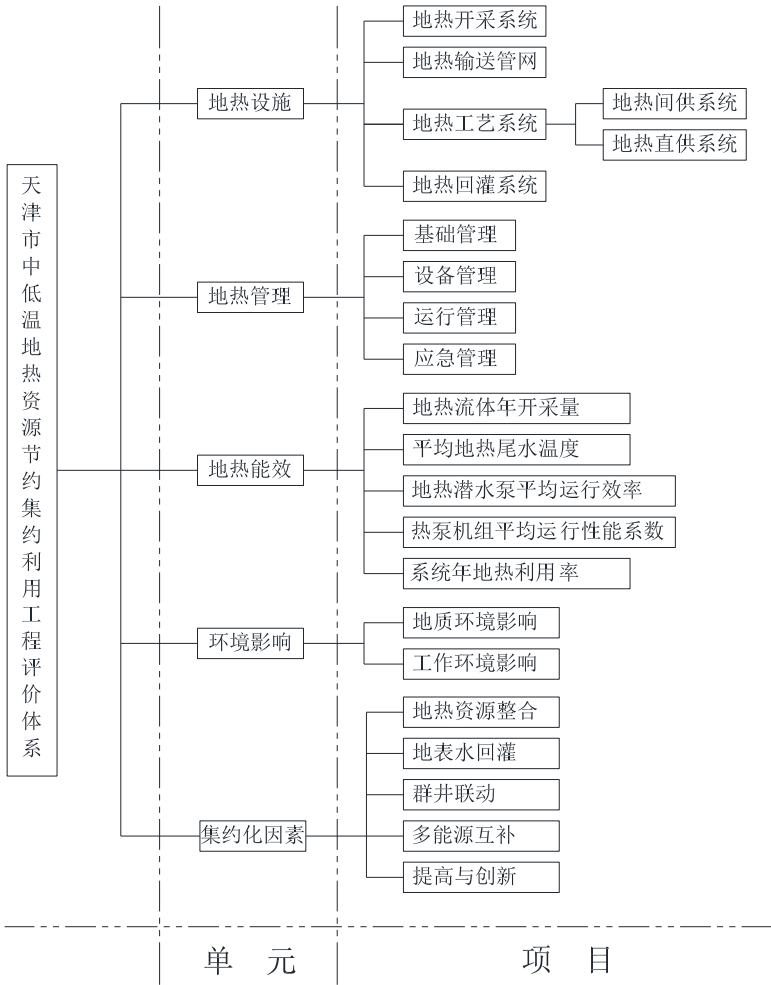 天津市中低温地热资源节约集约利用工程评价体系
地热设施
地热开采系统
地热输送管网
地热工艺系统
地热间供系统
地热直供系统
地热回灌系统
地热管理
基础管理
设备管理
运行管理
应急管理
地热能效
地热流体年开采量
平均地热尾水温度
地热潜水泵平均运行效率
热泵机组平均运行性能系数
系统年地热利用率
环境影响
地质环境影响
工作环境影响
集约化因素
地热资源整合
地表水回灌
群井联动
多能源互补
提高与创新
单 元
项 目